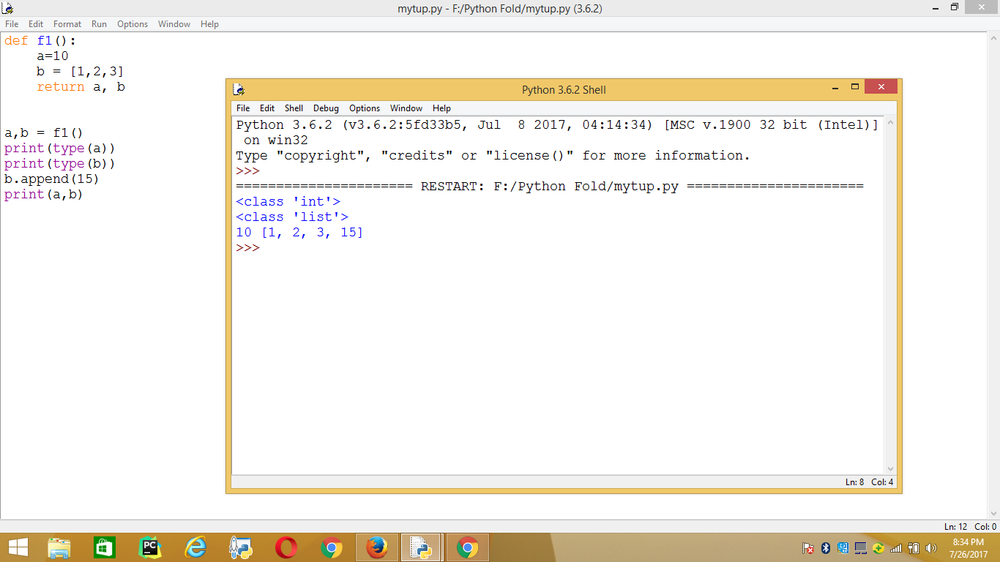 mytup.py - F:/Python Fold/mytup.py (3.6.2)
File Edit Format Run Options Window Help
def f1():
    a=10
    b = [1,2,3]
    return a, b
a,b = f1()
print(type(a))
print(type(b))
b.append(15)
print(a,b)
Python 3.6.2 Shell
File Edit Shell Debug Options Window Help
Python 3.6.2 (v3.6.2:5fd33b5, Jul  8 2017, 04:14:34) [MSC v.1900 32 bit (Intel)]
 on win32
Type "copyright", "credits" or "license()" for more information.
>>>
====================== RESTART: F:/Python Fold/mytup.py ======================
<class 'int'>
<class 'list'>
10 [1, 2, 3, 15]
>>>
Ln: 8 Col: 4
Ln: 12 Col: 0
PC
8:34 PM
7/26/2017